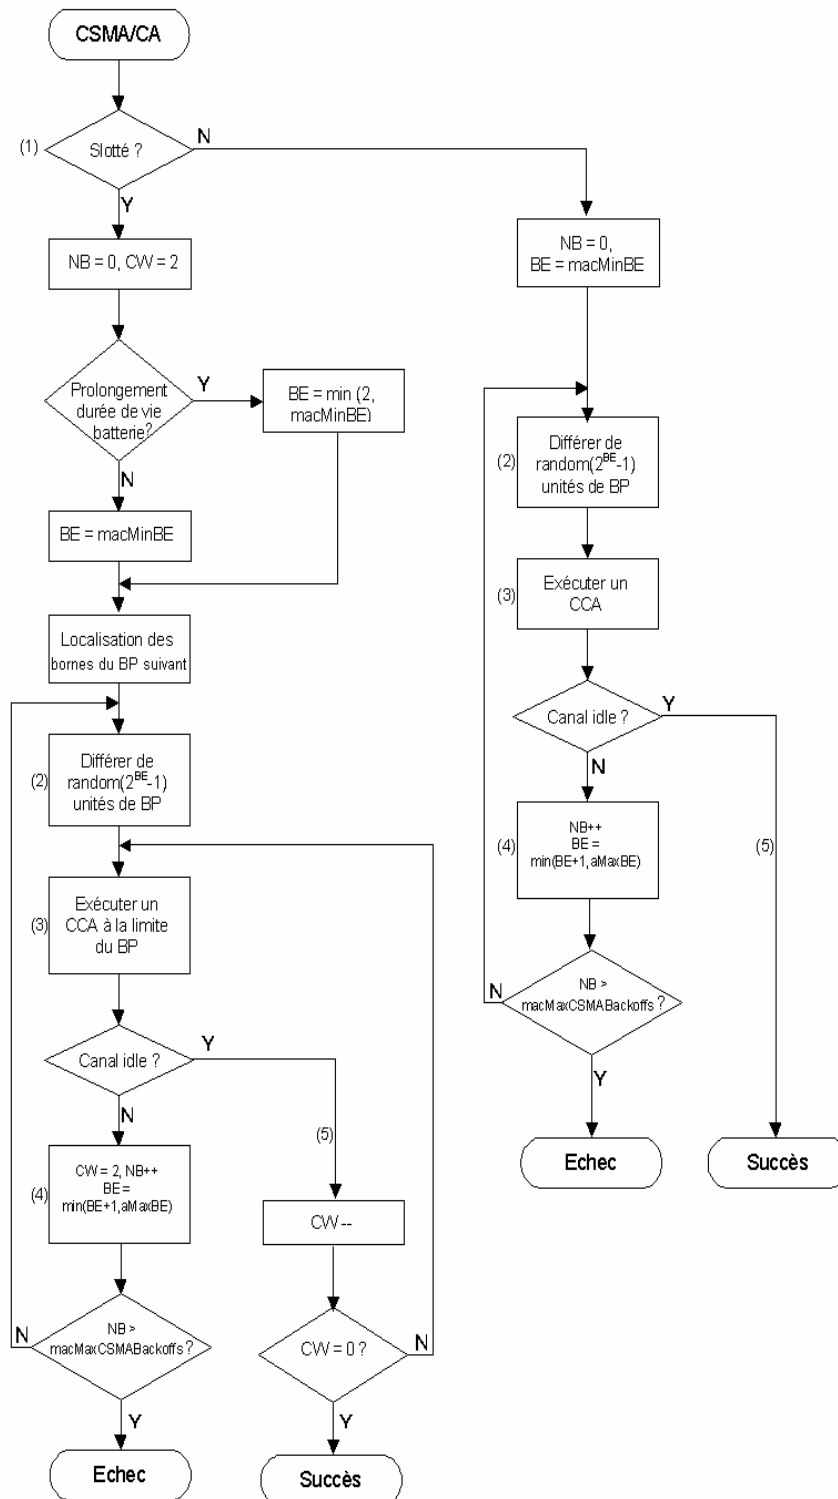 CSMA/CA
(1)
Slotté ?
N
Y
NB = 0, CW = 2
Prolongement
durée de vie
batterie?
Y
BE = min (2,
macMinBE)
N
BE = macMinBE
Localisation des
bornes du BP suivant
(2)
Différer de
random(2^BE-1)
unités de BP
(3)
Exécuter un
CCA à la limite
du BP
Canal idle ?
Y
N
(5)
(4)
CW = 2, NB++
BE =
min(BE+1,aMaxBE)
CW --
NB >
macMaxCSMABackoffs ?
N
Y
CW = 0 ?
N
Y
Echec
Succès
NB = 0,
BE = macMinBE
(2)
Différer de
random(2^BE-1)
unités de BP
(3)
Exécuter un
CCA
Canal idle ?
Y
N
(4)
NB++
BE =
min(BE+1,aMaxBE)
(5)
NB >
macMaxCSMABackoffs ?
N
Y
Echec
Succès